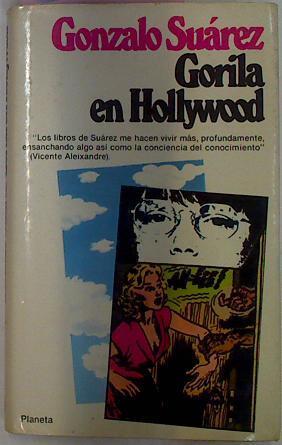 Gonzalo Suárez
Gorila
en Hollywood
"Los libros de Suárez me hacen vivir más, profundamente,
ensanchando algo así como la conciencia del conocimiento"
(Vicente Aleixandre).
Planeta